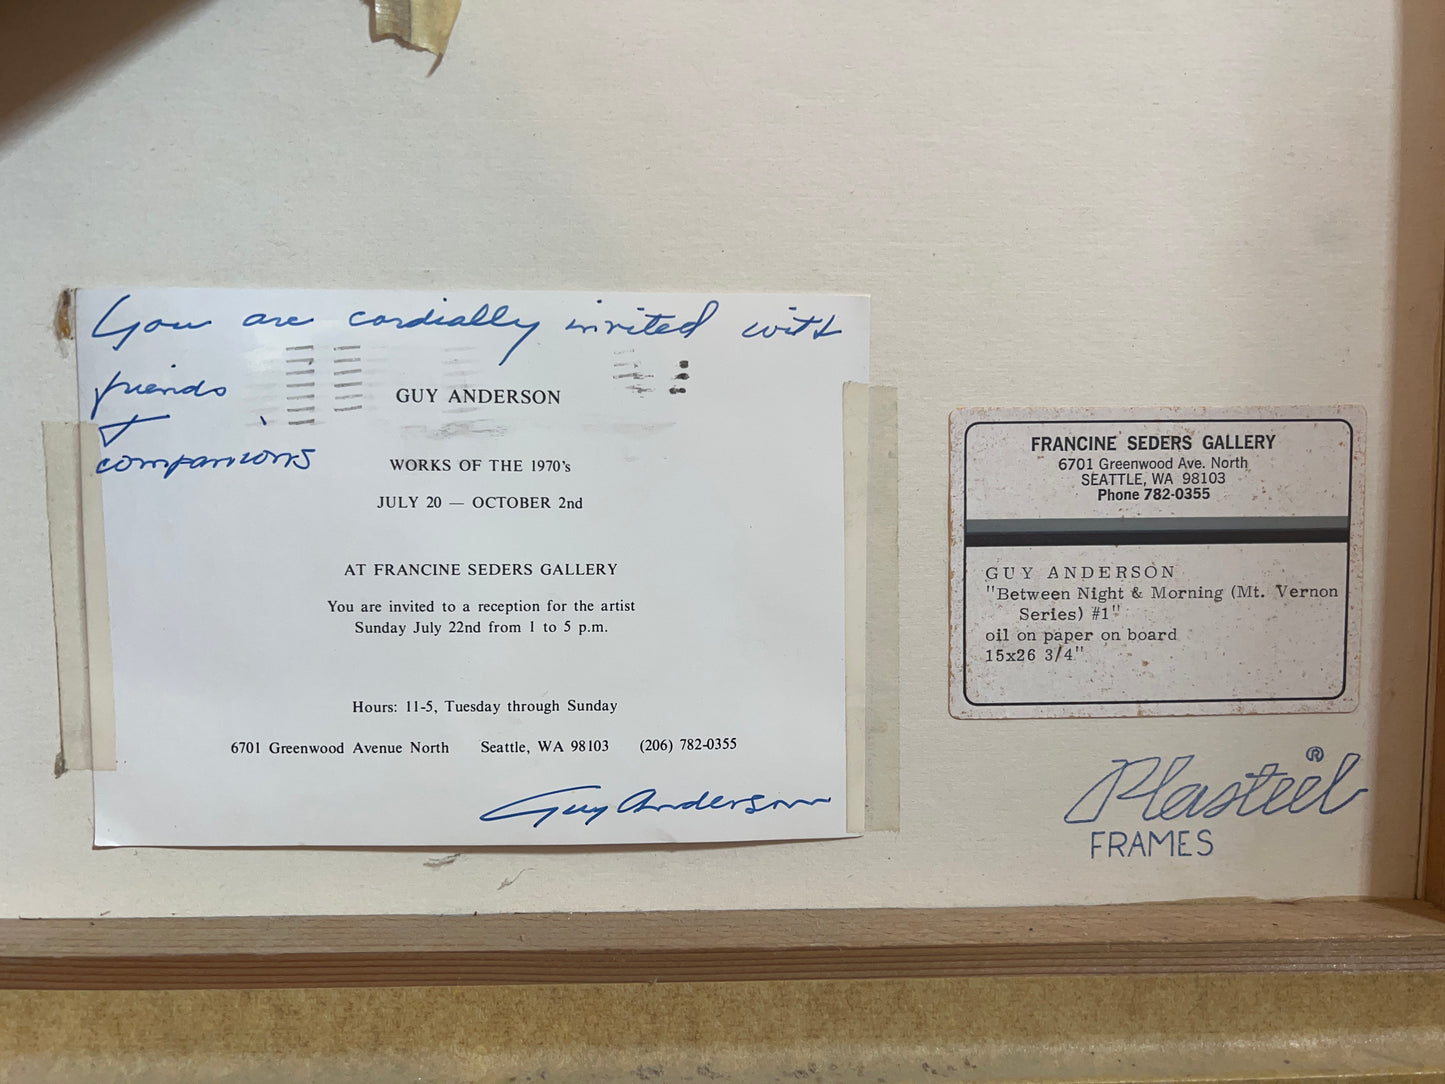 You are cordially invited with
friends
+
companions
GUY ANDERSON
WORKS OF THE 1970's
JULY 20 — OCTOBER 2nd
AT FRANCINE SEDERS GALLERY
You are invited to a reception for the artist
Sunday July 22nd from 1 to 5 p.m.
Hours: 11-5, Tuesday through Sunday
6701 Greenwood Avenue North Seattle, WA 98103 (206) 782-0355
Guy Anderson
FRANCINE SEDERS GALLERY
6701 Greenwood Ave. North
SEATTLE, WA 98103
Phone 782-0355
GUY ANDERSON
"Between Night & Morning (Mt. Vernon
Series) #1"
oil on paper on board
15x26 3/4"
Plasteel®
FRAMES